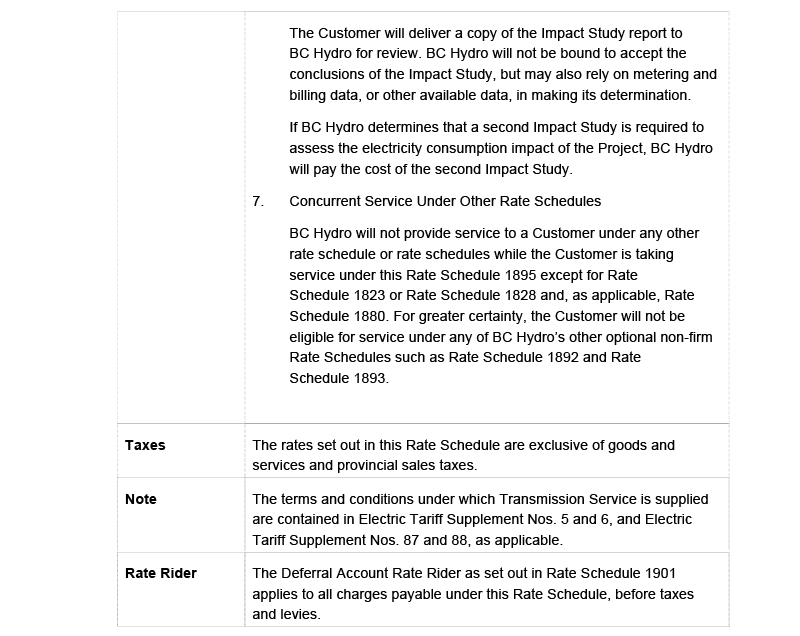 The Customer will deliver a copy of the Impact Study report to
BC Hydro for review. BC Hydro will not be bound to accept the
conclusions of the Impact Study, but may also rely on metering and
billing data, or other available data, in making its determination.
If BC Hydro determines that a second Impact Study is required to
assess the electricity consumption impact of the Project, BC Hydro
will pay the cost of the second Impact Study.
7. Concurrent Service Under Other Rate Schedules
BC Hydro will not provide service to a Customer under any other
rate schedule or rate schedules while the Customer is taking
service under this Rate Schedule 1895 except for Rate
Schedule 1823 or Rate Schedule 1828 and, as applicable, Rate
Schedule 1880. For greater certainty, the Customer will not be
eligible for service under any of BC Hydro’s other optional non-firm
Rate Schedules such as Rate Schedule 1892 and Rate
Schedule 1893.
Taxes The rates set out in this Rate Schedule are exclusive of goods and
services and provincial sales taxes.
Note The terms and conditions under which Transmission Service is supplied
are contained in Electric Tariff Supplement Nos. 5 and 6, and Electric
Tariff Supplement Nos. 87 and 88, as applicable.
Rate Rider The Deferral Account Rate Rider as set out in Rate Schedule 1901
applies to all charges payable under this Rate Schedule, before taxes
and levies.